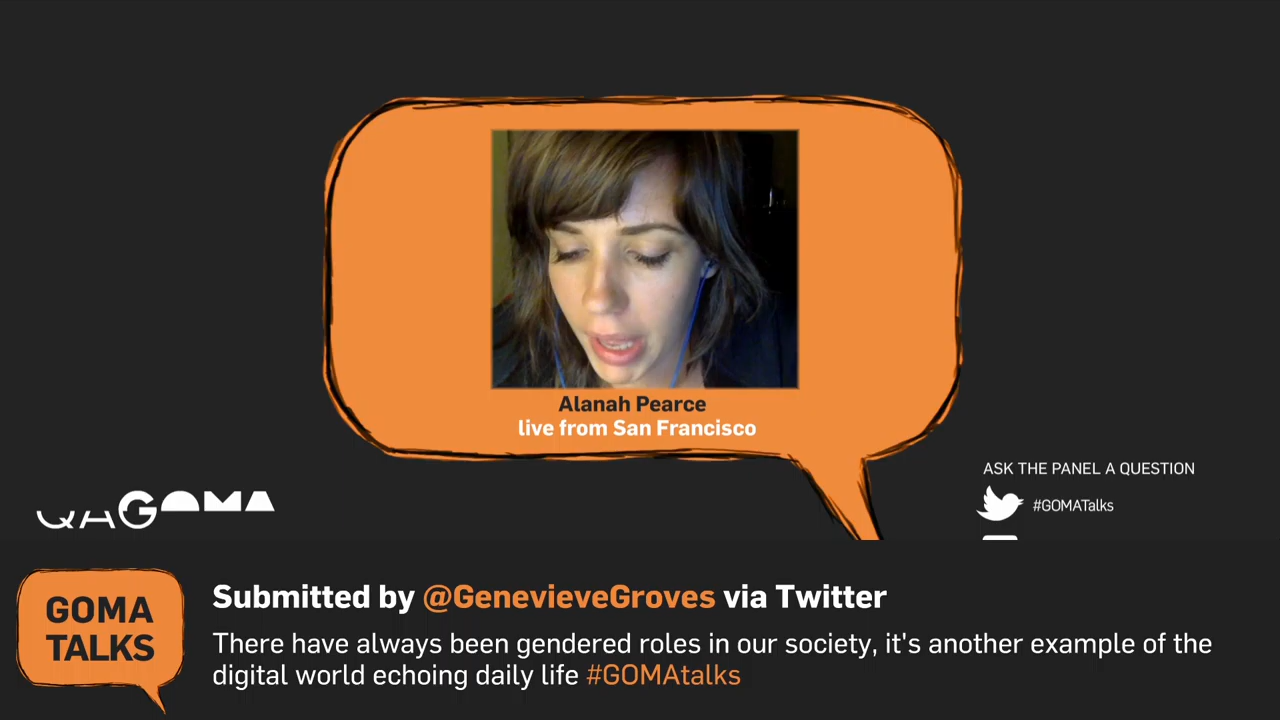 Alanah Pearce
live from San Francisco
ASK THE PANEL A QUESTION
#GOMATalks
QAGOMA
GOMA
TALKS
Submitted by @GenevieveGroves via Twitter
There have always been gendered roles in our society, it's another example of the
digital world echoing daily life #GOMAtalks